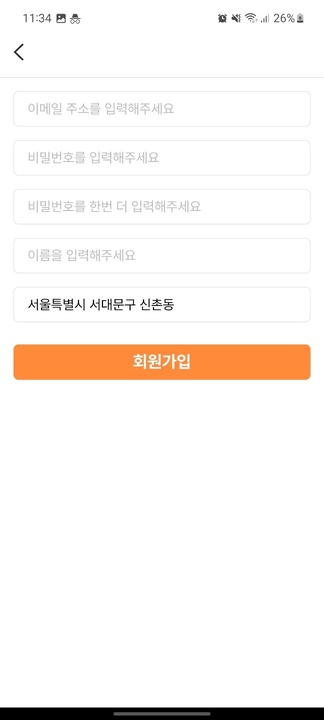 11:34
26%
이메일 주소를 입력해주세요
비밀번호를 입력해주세요
비밀번호를 한번 더 입력해주세요
이름을 입력해주세요
서울특별시 서대문구 신촌동
회원가입